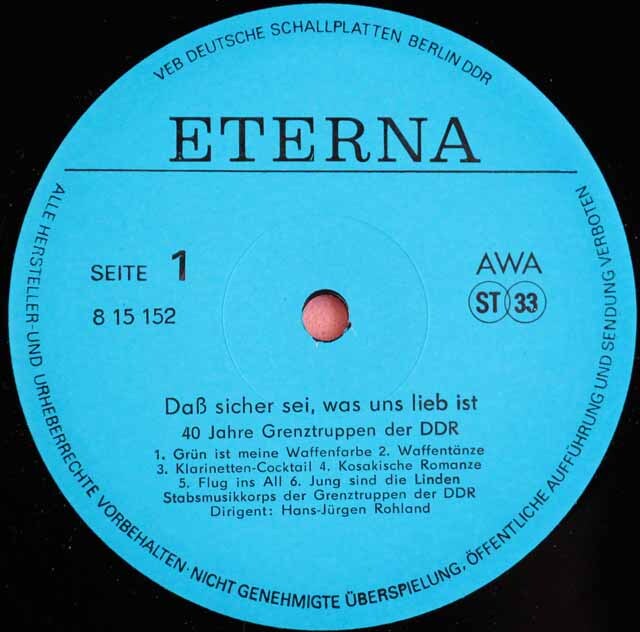 VEB DEUTSCHE SCHALLPLATTEN BERLIN DDR
ETERNA
SEITE 1
8 15 152
AWA
ST 33
Daß sicher sei, was uns lieb ist
40 Jahre Grenztruppen der DDR
1. Grün ist meine Waffenfarbe 2. Waffentänze
3. Klarinetten-Cocktail 4. Kosakische Romanze
5. Flug ins All 6. Jung sind die Linden
Stabsmusikkorps der Grenztruppen der DDR
Dirigent: Hans-Jürgen Rohland
ALLE HERSTELLER-UND URHEBERRECHTE VORBEHALTEN·NICHT GENEHMIGTE ÜBERSPIELUNG, ÖFFENTLICHE AUFFÜHRUNG UND SENDUNG VERBOTEN